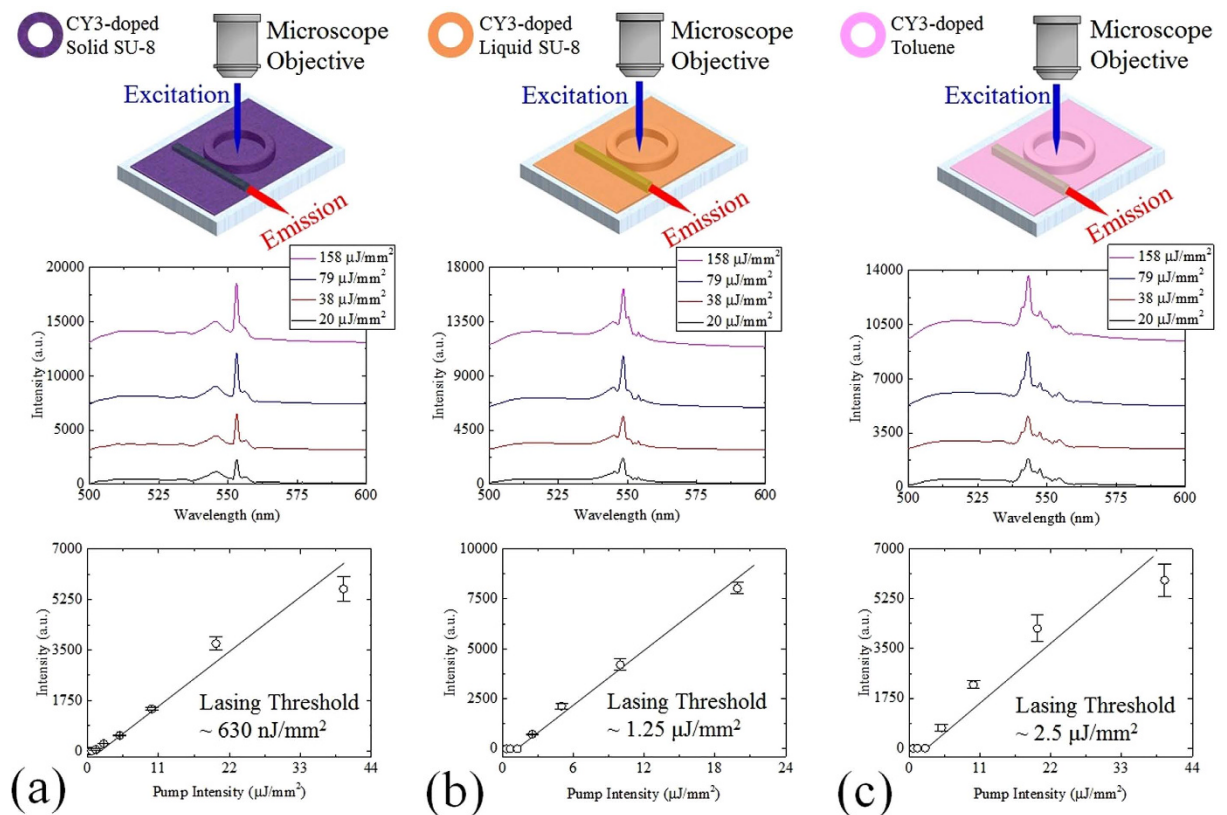 CY3-doped
Solid SU-8
Microscope
Objective
Excitation
Emission
CY3-doped
Liquid SU-8
Microscope
Objective
Excitation
Emission
CY3-doped
Toluene
Microscope
Objective
Excitation
Emission
158 μJ/mm²
79 μJ/mm²
38 μJ/mm²
20 μJ/mm²
20000
15000
10000
5000
0
Intensity (a.u.)
500 525 550 575 600
Wavelength (nm)
158 μJ/mm²
79 μJ/mm²
38 μJ/mm²
20 μJ/mm²
18000
13500
9000
4500
0
Intensity (a.u.)
500 525 550 575 600
Wavelength (nm)
158 μJ/mm²
79 μJ/mm²
38 μJ/mm²
20 μJ/mm²
14000
10500
7000
3500
0
Intensity (a.u.)
500 525 550 575 600
Wavelength (nm)
7000
5250
3500
1750
0
Intensity (a.u.)
Lasing Threshold
~ 630 nJ/mm²
0 11 22 33 44
Pump Intensity (μJ/mm²)
(a)
10000
7500
5000
2500
0
Intensity (a.u.)
Lasing Threshold
~ 1.25 μJ/mm²
0 6 12 18 24
Pump Intensity (μJ/mm²)
(b)
7000
5250
3500
1750
0
Intensity (a.u.)
Lasing Threshold
~ 2.5 μJ/mm²
0 11 22 33 44
Pump Intensity (μJ/mm²)
(c)